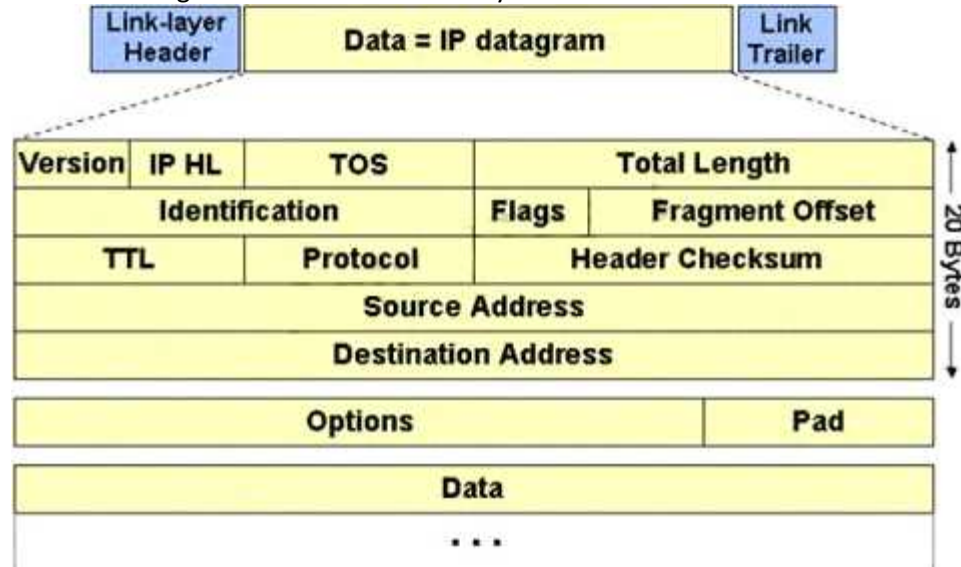 Link-layer Header
Data = IP datagram
Link Trailer
Version IP HL TOS Total Length
Identification Flags Fragment Offset
TTL Protocol Header Checksum
Source Address
Destination Address
20 Bytes
Options Pad
Data
. . .